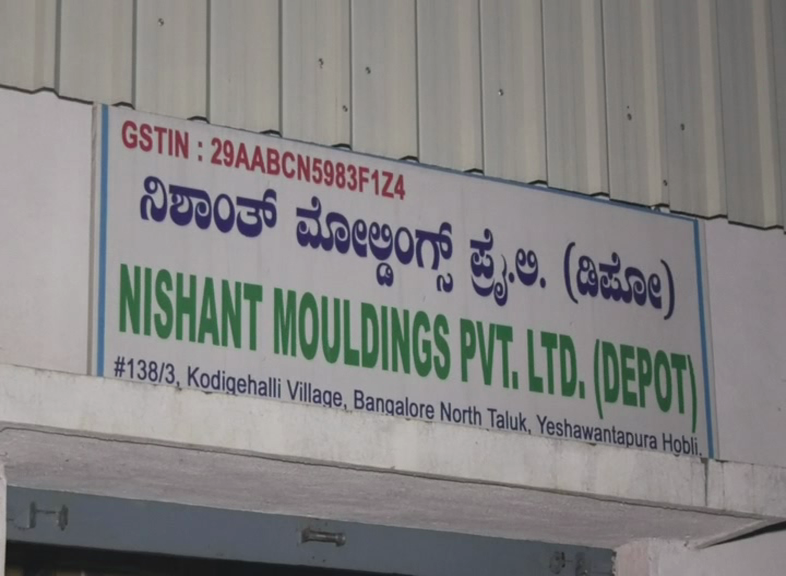 GSTIN : 29AABCN5983F1Z4
ನಿಶಾಂತ್ ಮೋಲ್ಡಿಂಗ್ಸ್ ಪ್ರೈ.ಲಿ. (ಡಿಪೋ)
NISHANT MOULDINGS PVT. LTD. (DEPOT)
#138/3, Kodigehalli Village, Bangalore North Taluk, Yeshawantapura Hobli,